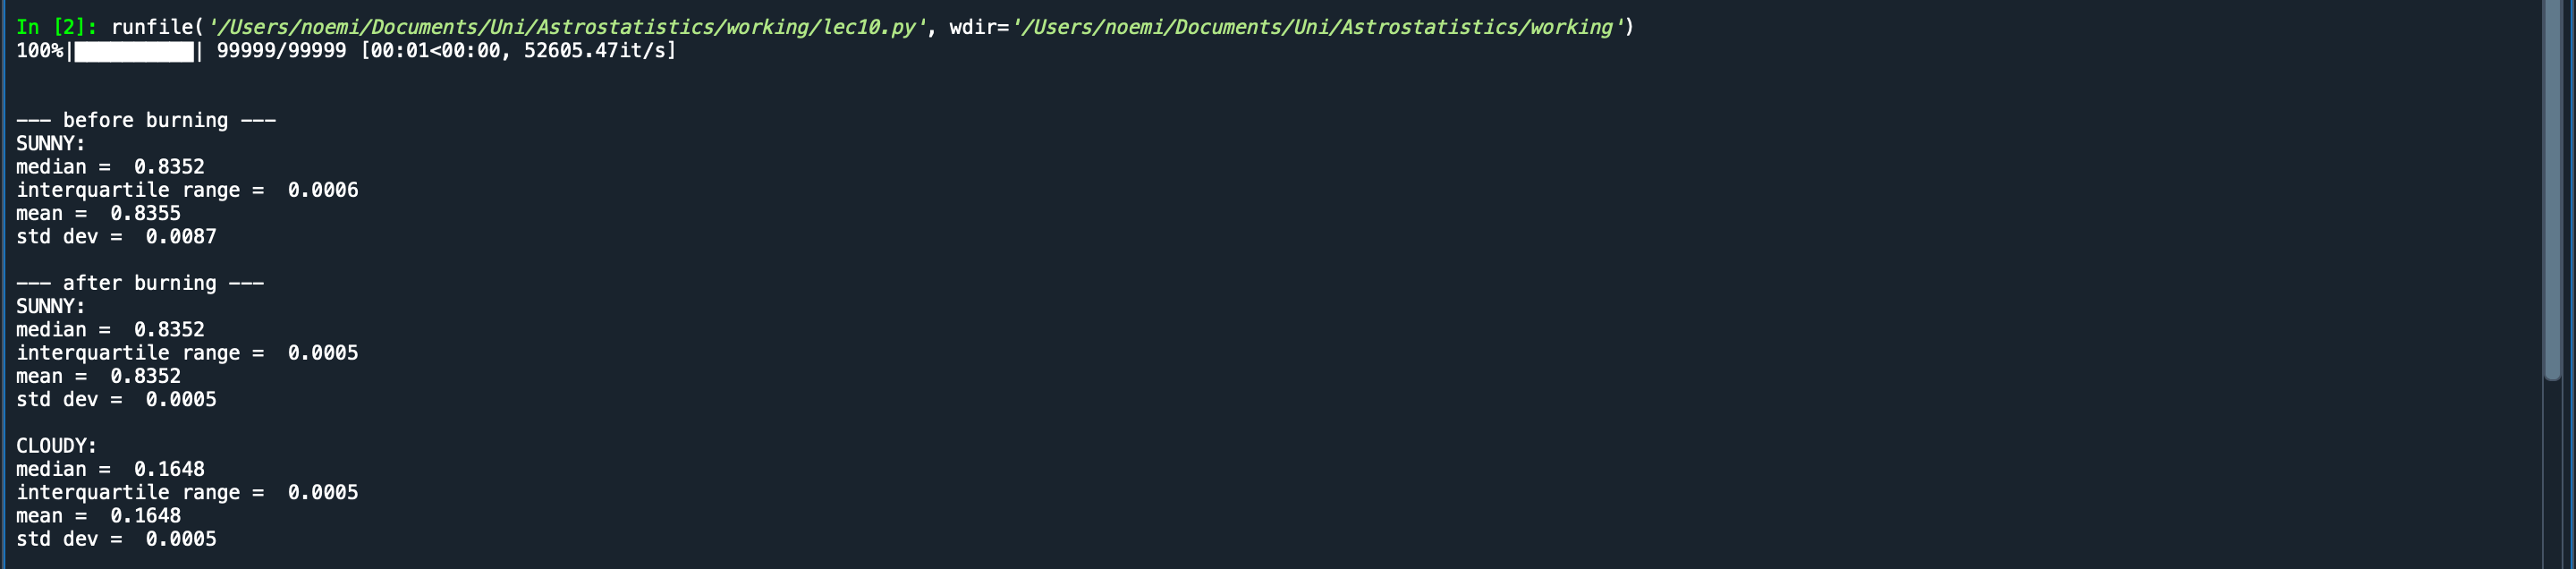 In [2]: runfile('/Users/noemi/Documents/Uni/Astrostatistics/working/lec10.py', wdir='/Users/noemi/Documents/Uni/Astrostatistics/working')
100%|██████████| 99999/99999 [00:01<00:00, 52605.47it/s]
--- before burning ---
SUNNY:
median =  0.8352
interquartile range =  0.0006
mean =  0.8355
std dev =  0.0087
--- after burning ---
SUNNY:
median =  0.8352
interquartile range =  0.0005
mean =  0.8352
std dev =  0.0005
CLOUDY:
median =  0.1648
interquartile range =  0.0005
mean =  0.1648
std dev =  0.0005